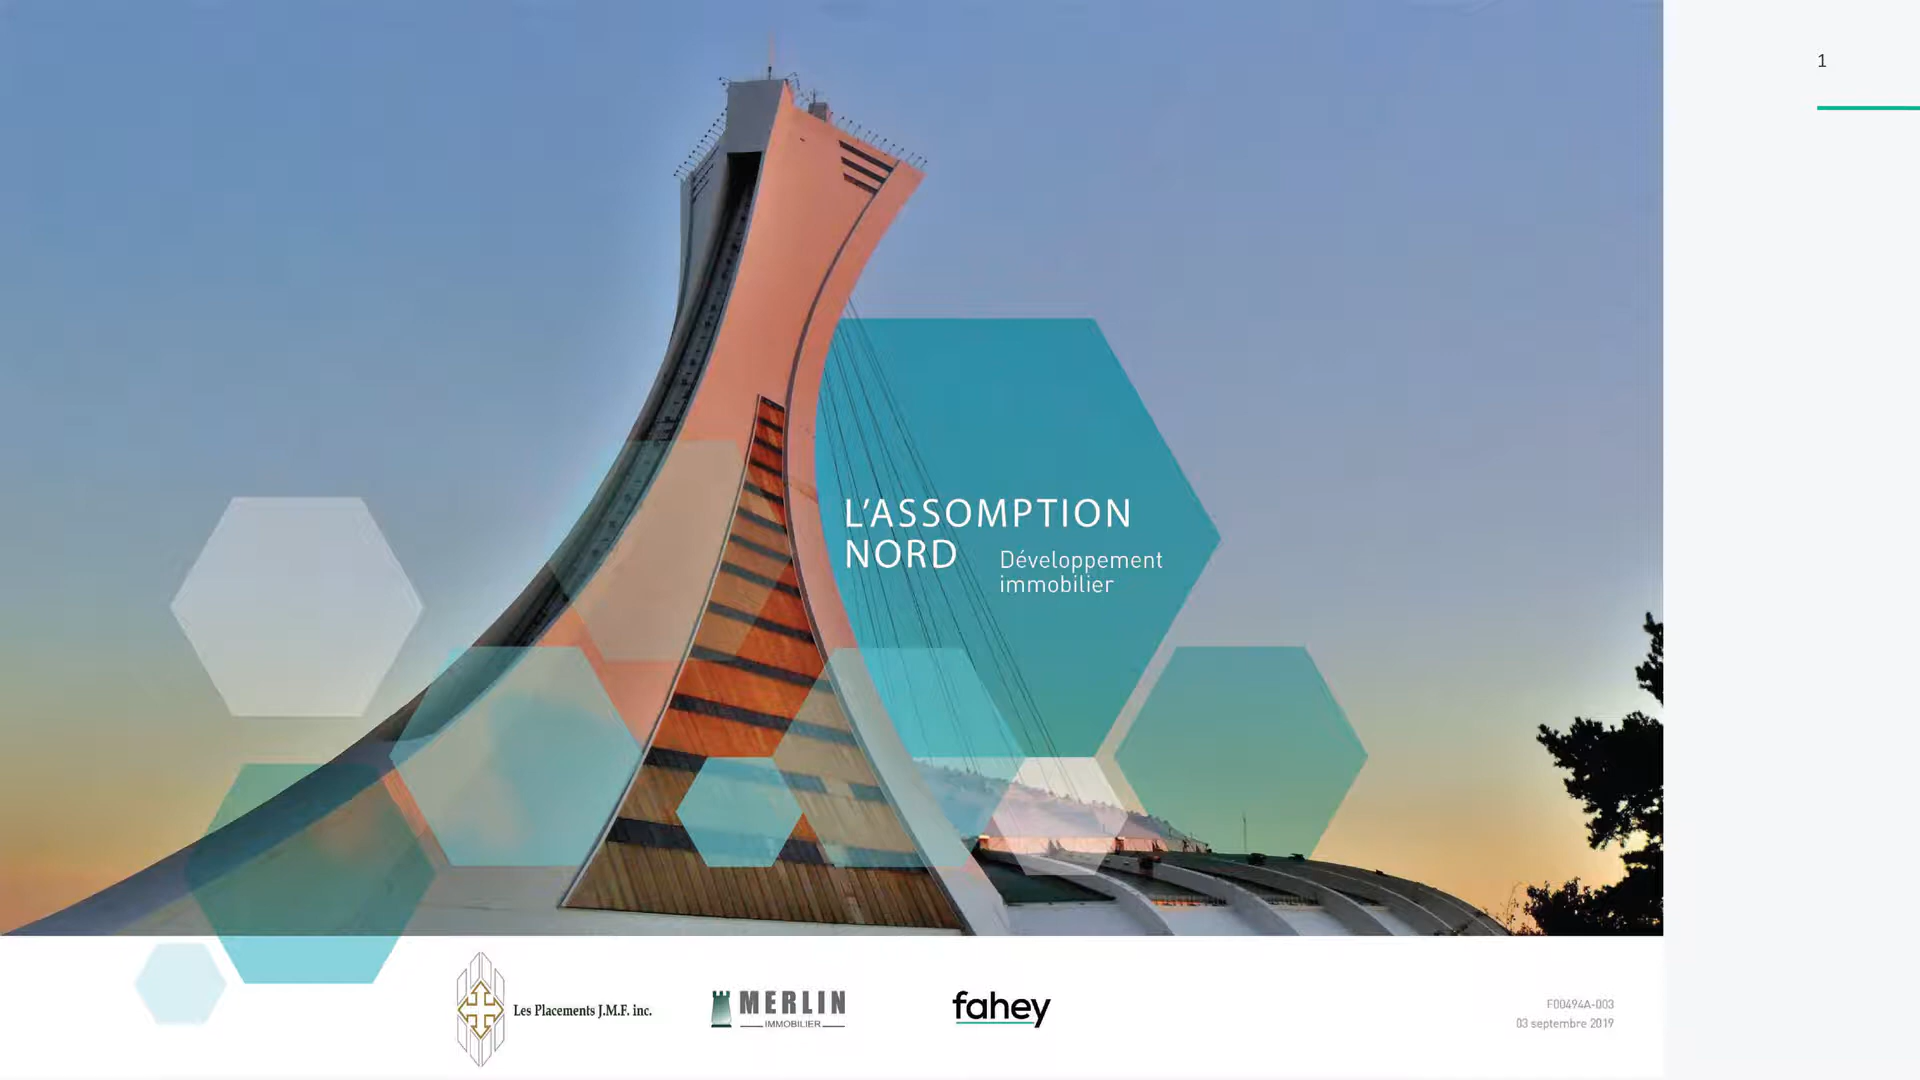 1
L'ASSOMPTION
NORD
Développement
immobilier
Les Placements J.M.F. inc.
MERLIN
IMMOBILIER
fahey
F00494A-003
03 septembre 2019